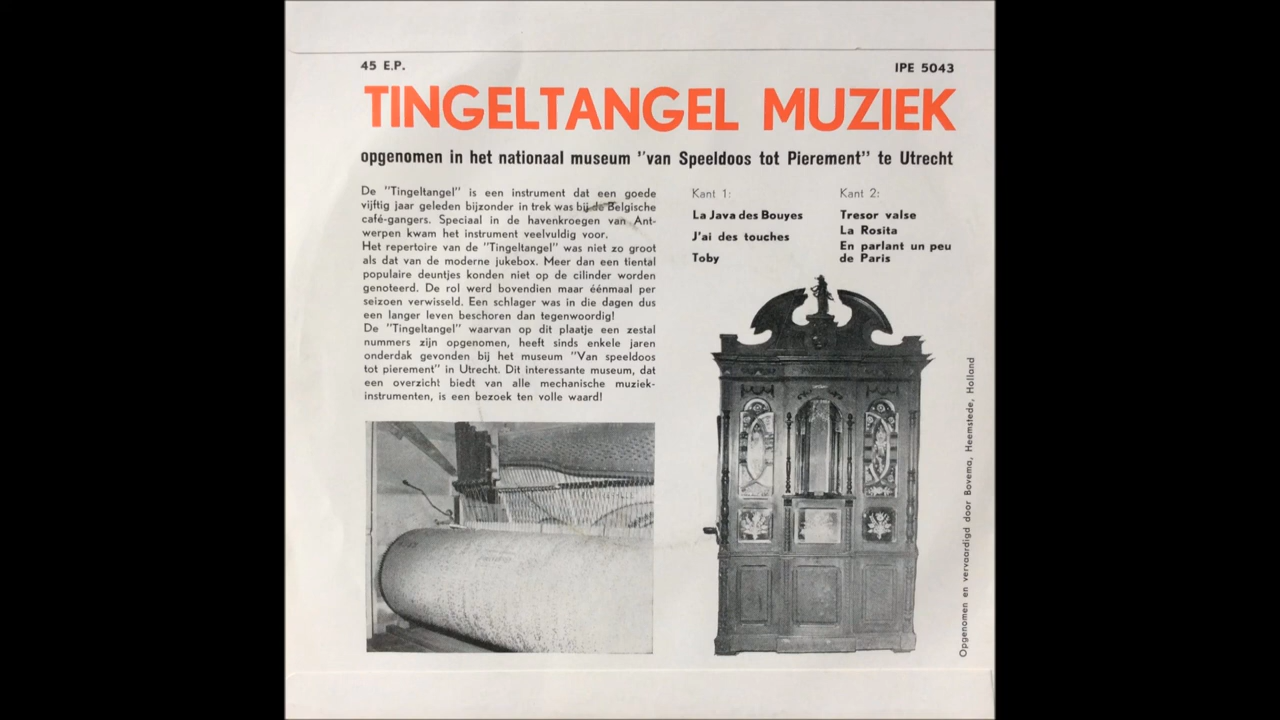 45 E.P.
IPE 5043
TINGELTANGEL MUZIEK
opgenomen in het nationaal museum "van Speeldoos tot Pierement" te Utrecht
De "Tingeltangel" is een instrument dat een goede
vijftig jaar geleden bijzonder in trek was bij de Belgische
café-gangers. Speciaal in de havenkroegen van Ant-
werpen kwam het instrument veelvuldig voor.
Het repertoire van de "Tingeltangel" was niet zo groot
als dat van de moderne jukebox. Meer dan een tiental
populaire deuntjes konden niet op de cilinder worden
genoteerd. De rol werd bovendien maar éénmaal per
seizoen verwisseld. Een schlager was in die dagen dus
een langer leven beschoren dan tegenwoordig!
De "Tingeltangel" waarvan op dit plaatje een zestal
nummers zijn opgenomen, heeft sinds enkele jaren
onderdak gevonden bij het museum "Van speeldoos
tot pierement" in Utrecht. Dit interessante museum, dat
een overzicht biedt van alle mechanische muziek-
instrumenten, is een bezoek ten volle waard!
Kant 1:
La Java des Bouyes
J'ai des touches
Toby
Kant 2:
Tresor valse
La Rosita
En parlant un peu
de Paris
Opgenomen en vervaardigd door Bovema, Heemstede, Holland